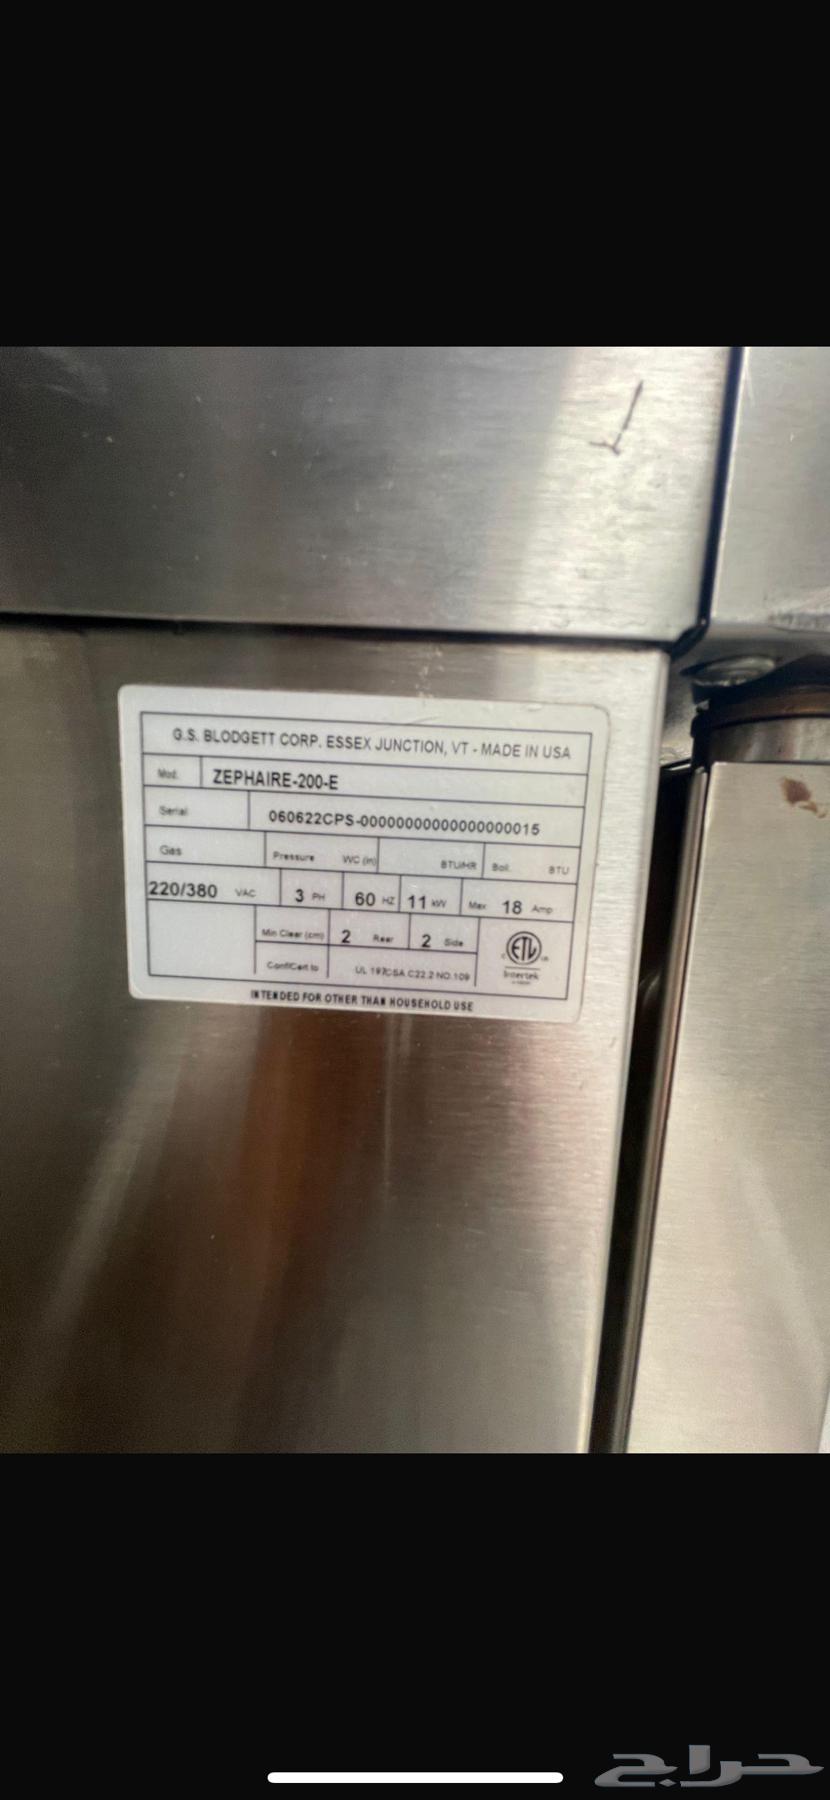 G.S. BLODGETT CORP. ESSEX JUNCTION, VT - MADE IN USA
Mod. ZEPHAIRE-200-E
Serial 060622CPS-00000000000000000015
Gas Pressure WC (in) BTU/HR Boil. BTU
220/380 VAC 3 PH 60 HZ 11 kW Max 18 Amp
Min Clear (cm) 2 Rear 2 Side
Conf/Cert to UL 197CSA C22.2 NO.109
ETL
Intertek
INTENDED FOR OTHER THAN HOUSEHOLD USE
حراج